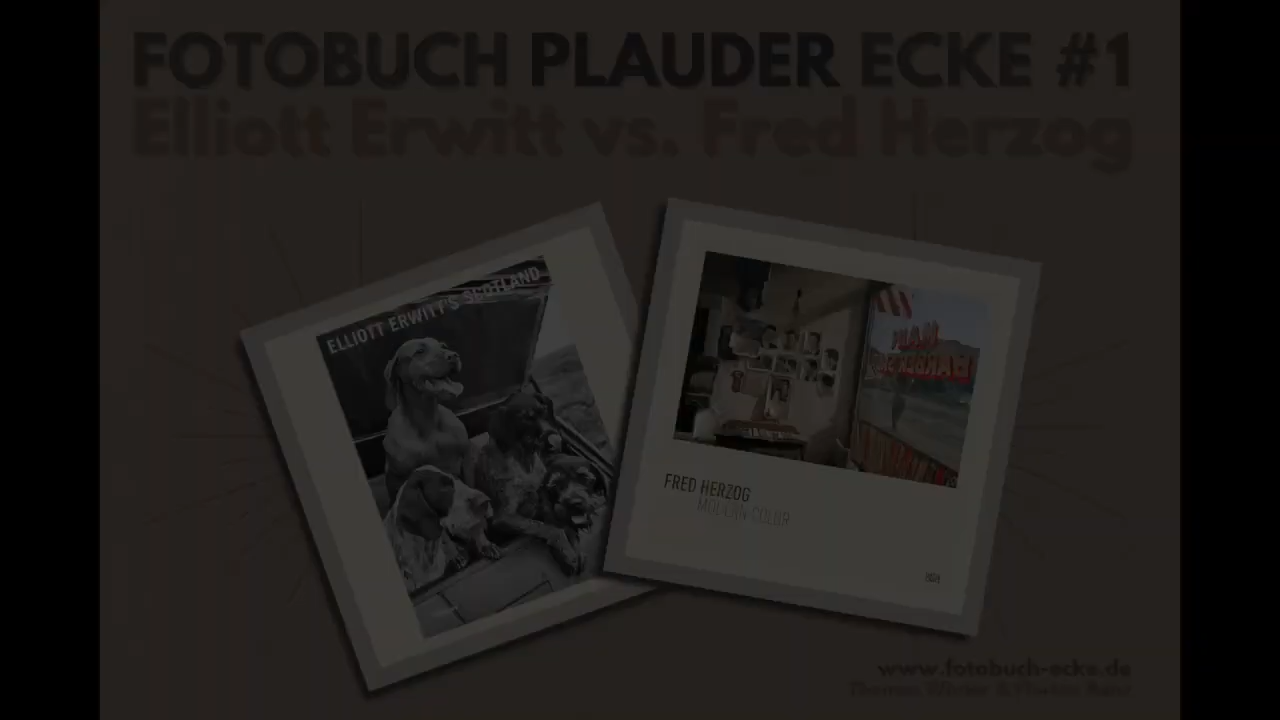 FOTOBUCH PLAUDER ECKE #1
Elliott Erwitt vs. Fred Herzog
ELLIOTT ERWITT'S SCOTLAND
FRED HERZOG
MODERN COLOR
www.fotobuch-ecke.de
Thomas